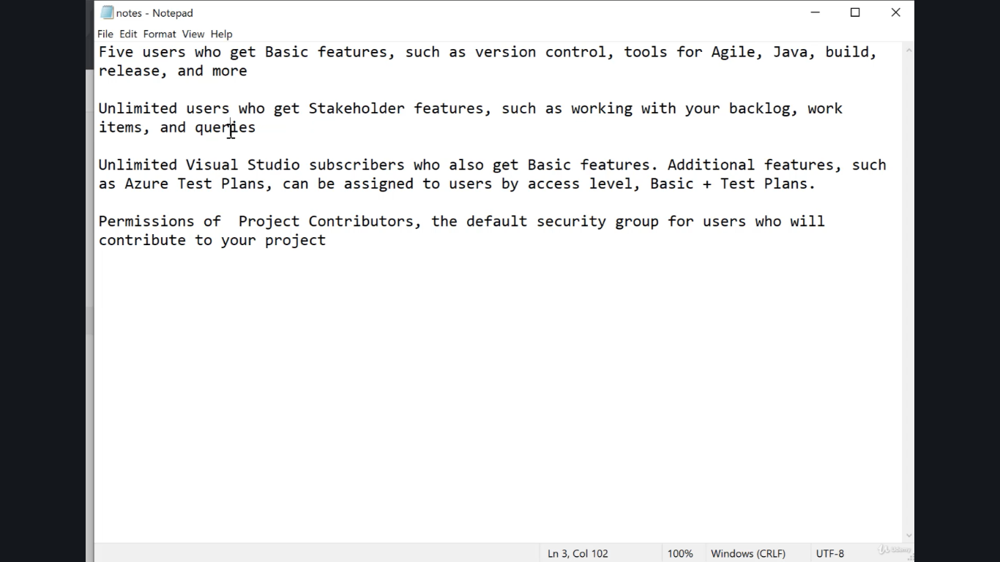 notes - Notepad
File Edit Format View Help
Five users who get Basic features, such as version control, tools for Agile, Java, build,
release, and more
Unlimited users who get Stakeholder features, such as working with your backlog, work
items, and queries
Unlimited Visual Studio subscribers who also get Basic features. Additional features, such
as Azure Test Plans, can be assigned to users by access level, Basic + Test Plans.
Permissions of  Project Contributors, the default security group for users who will
contribute to your project
Ln 3, Col 102 100% Windows (CRLF) UTF-8
Udemy